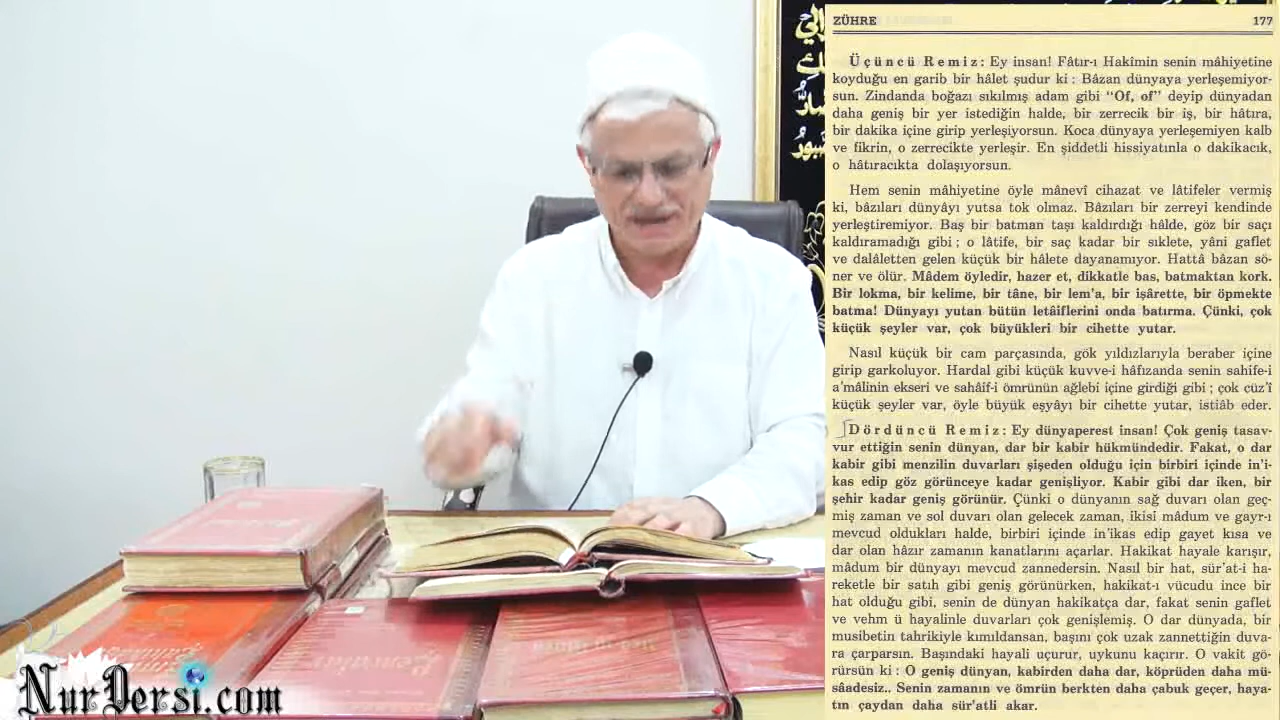 ZÜHRE 177
Üçüncü Remiz: Ey insan! Fâtır-ı Hakîmin senin mâhiyetine
koyduğu en garib bir hâlet şudur ki : Bâzan dünyaya yerleşemiyor-
sun. Zindanda boğazı sıkılmış adam gibi "Of, of" deyip dünyadan
daha geniş bir yer istediğin halde, bir zerrecik bir iş, bir hâtıra,
bir dakika içine girip yerleşiyorsun. Koca dünyaya yerleşemiyen kalb
ve fikrin, o zerrecikte yerleşir. En şiddetli hissiyatınla o dakikacık,
o hâtıracıkta dolaşıyorsun.
Hem senin mâhiyetine öyle mânevî cihazat ve lâtifeler vermiş
ki, bâzıları dünyâyı yutsa tok olmaz. Bâzıları bir zerreyi kendinde
yerleştiremiyor. Baş bir batman taşı kaldırdığı hâlde, göz bir saçı
kaldıramadığı gibi ; o lâtife, bir saç kadar bir sıklete, yâni gaflet
ve dalâletten gelen küçük bir hâlete dayanamıyor. Hattâ bâzan sö-
ner ve ölür. Mâdem öyledir, hazer et, dikkatle bas, batmaktan kork.
Bir lokma, bir kelime, bir tâne, bir lem'a, bir işârette, bir öpmekte
batma! Dünyayı yutan bütün letâiflerini onda batırma. Çünki, çok
küçük şeyler var, çok büyükleri bir cihette yutar.
Nasıl küçük bir cam parçasında, gök yıldızlarıyla beraber içine
girip garkoluyor. Hardal gibi küçük kuvve-i hâfızanda senin sahife-i
a'mâlinin ekseri ve sahâif-i ömrünün ağlebi içine girdiği gibi ; çok cüz'î
küçük şeyler var, öyle büyük eşyâyı bir cihette yutar, istiâb eder.
Dördüncü Remiz: Ey dünyaperest insan! Çok geniş tasav-
vur ettiğin senin dünyan, dar bir kabir hükmündedir. Fakat, o dar
kabir gibi menzilin duvarları şişeden olduğu için birbiri içinde in'i-
kas edip göz görünceye kadar genişliyor. Kabir gibi dar iken, bir
şehir kadar geniş görünür. Çünki o dünyanın sağ duvarı olan geç-
miş zaman ve sol duvarı olan gelecek zaman, ikisi mâdum ve gayr-ı
mevcud oldukları halde, birbiri içinde in'ikas edip gayet kısa ve
dar olan hâzır zamanın kanatlarını açarlar. Hakikat hayale karışır,
mâdum bir dünyayı mevcud zannedersin. Nasıl bir hat, sür'at-i ha-
reketle bir satıh gibi geniş görünürken, hakikat-ı vücudu ince bir
hat olduğu gibi, senin de dünyan hakikatça dar, fakat senin gaflet
ve vehm ü hayalinle duvarları çok genişlemiş. O dar dünyada, bir
musibetin tahrikiyle kımıldansan, başını çok uzak zannettiğin duva-
ra çarparsın. Başındaki hayali uçurur, uykunu kaçırır. O vakit gö-
rürsün ki : O geniş dünyan, kabirden daha dar, köprüden daha mü-
sâadesiz.. Senin zamanın ve ömrün berkten daha çabuk geçer, haya-
tın çaydan daha sür'atli akar.
Lem'alar
NurDersi.com